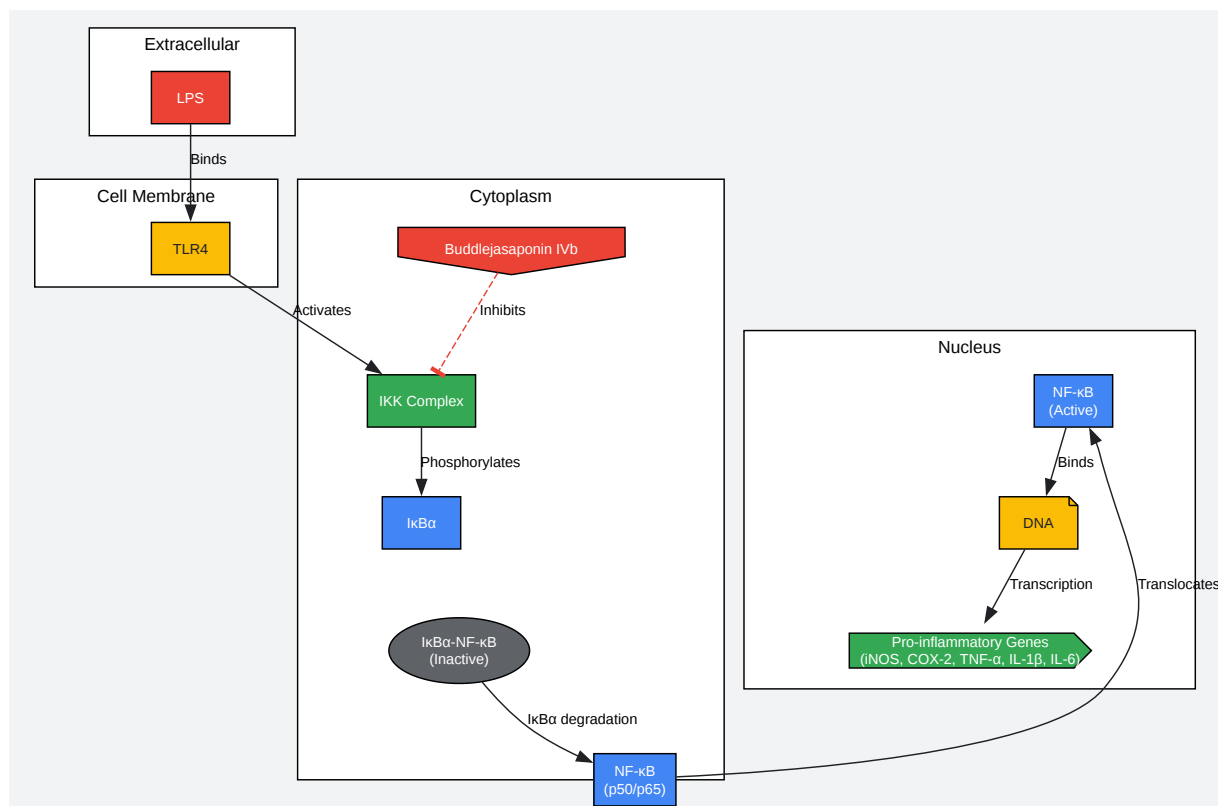 Extracellular
LPS
Binds
Cell Membrane
TLR4
Activates
Cytoplasm
Buddlejasaponin IVb
Inhibits
IKK Complex
Phosphorylates
IκBα
IκBα-NF-κB
(Inactive)
IκBα degradation
NF-κB
(p50/p65)
Translocates
Nucleus
NF-κB
(Active)
Binds
DNA
Transcription
Pro-inflammatory Genes
(iNOS, COX-2, TNF-α, IL-1β, IL-6)